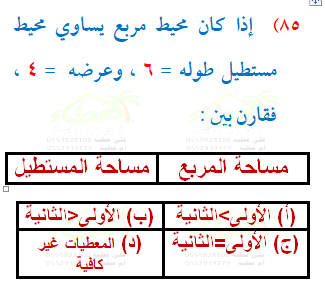 ٨٥) إذا كان محيط مربع يساوي محيط
مستطيل طوله = ٦ ، وعرضه = ٤ ،
فقارن بين :
مساحة المربع مساحة المستطيل
(أ) الأولى>الثانية (ب) الأولى<الثانية
(ج) الأولى=الثانية (د) المعطيات غير
كافية